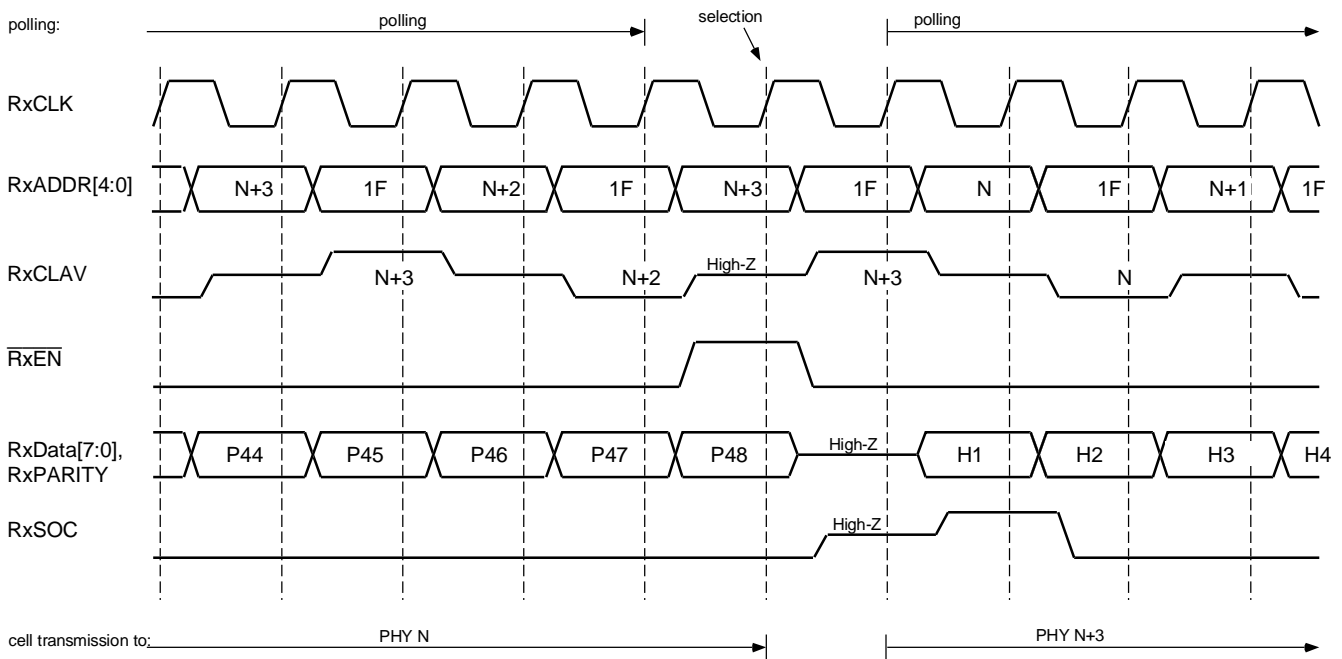 polling: polling selection polling
RxCLK
RxADDR[4:0] N+3 1F N+2 1F N+3 1F N 1F N+1 1F
RxCLAV N+3 N+2 High-Z N+3 N
RxEN
RxData[7:0], RxPARITY P44 P45 P46 P47 P48 High-Z H1 H2 H3 H4
RxSOC High-Z
cell transmission to: PHY N PHY N+3